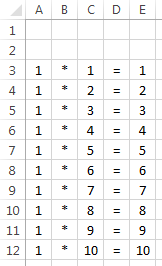 A B C D E
1
2
3 1 * 1 = 1
4 1 * 2 = 2
5 1 * 3 = 3
6 1 * 4 = 4
7 1 * 5 = 5
8 1 * 6 = 6
9 1 * 7 = 7
10 1 * 8 = 8
11 1 * 9 = 9
12 1 * 10 = 10